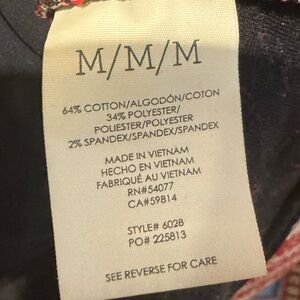 M/M/M
64% COTTON/ALGODÓN/COTON
34% POLYESTER/
POLIESTER/POLYESTER
2% SPANDEX/SPANDEX/SPANDEX
MADE IN VIETNAM
HECHO EN VIETNAM
FABRIQUÉ AU VIETNAM
RN#54077
CA#59814
STYLE# 6028
PO# 225813
SEE REVERSE FOR CARE